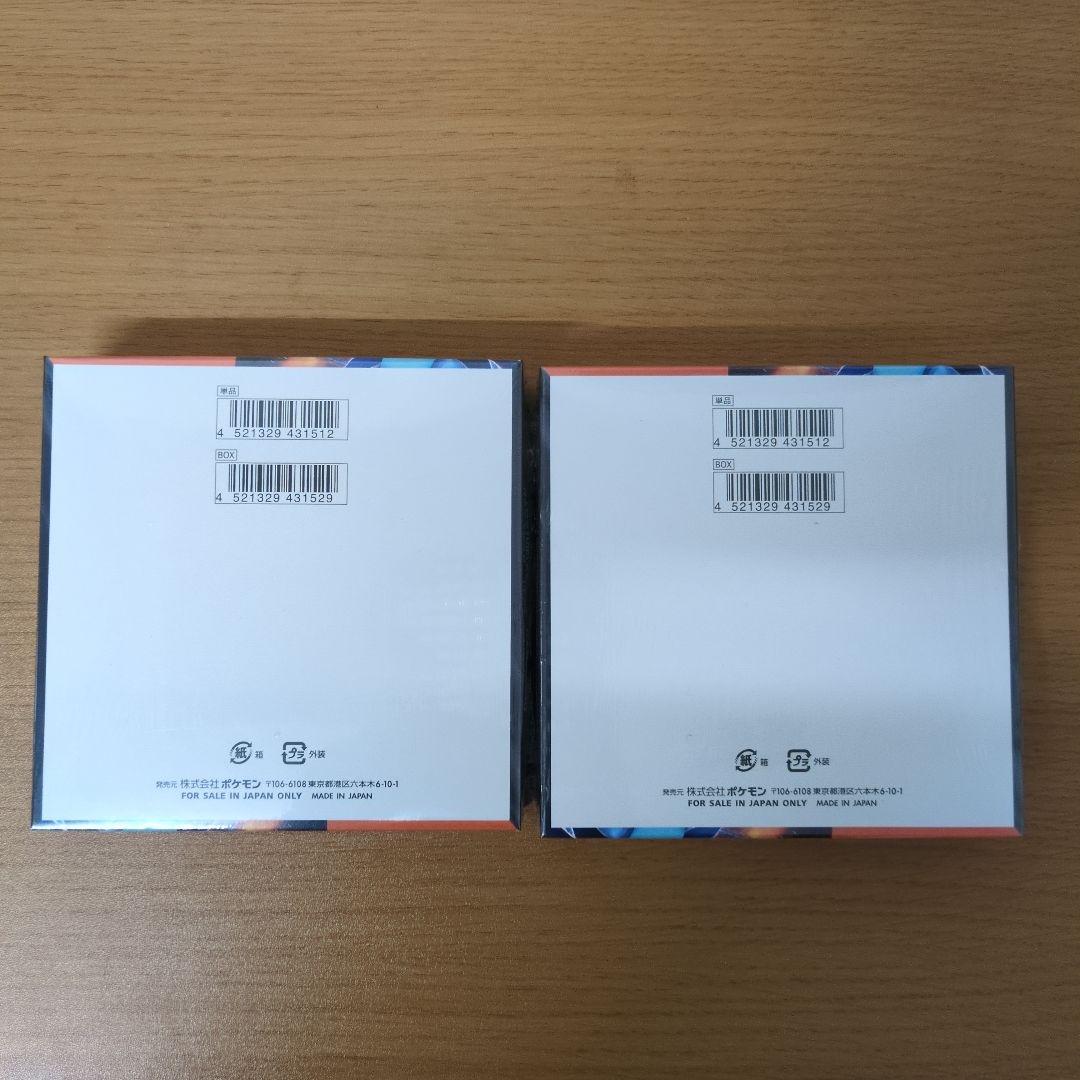 単品
4 521329 431512
BOX
4 521329 431529
紙 箱 プラ 外装
発売元 株式会社ポケモン 〒106-6108 東京都港区六本木6-10-1
FOR SALE IN JAPAN ONLY MADE IN JAPAN
単品
4 521329 431512
BOX
4 521329 431529
紙 箱 プラ 外装
発売元 株式会社ポケモン 〒106-6108 東京都港区六本木6-10-1
FOR SALE IN JAPAN ONLY MADE IN JAPAN